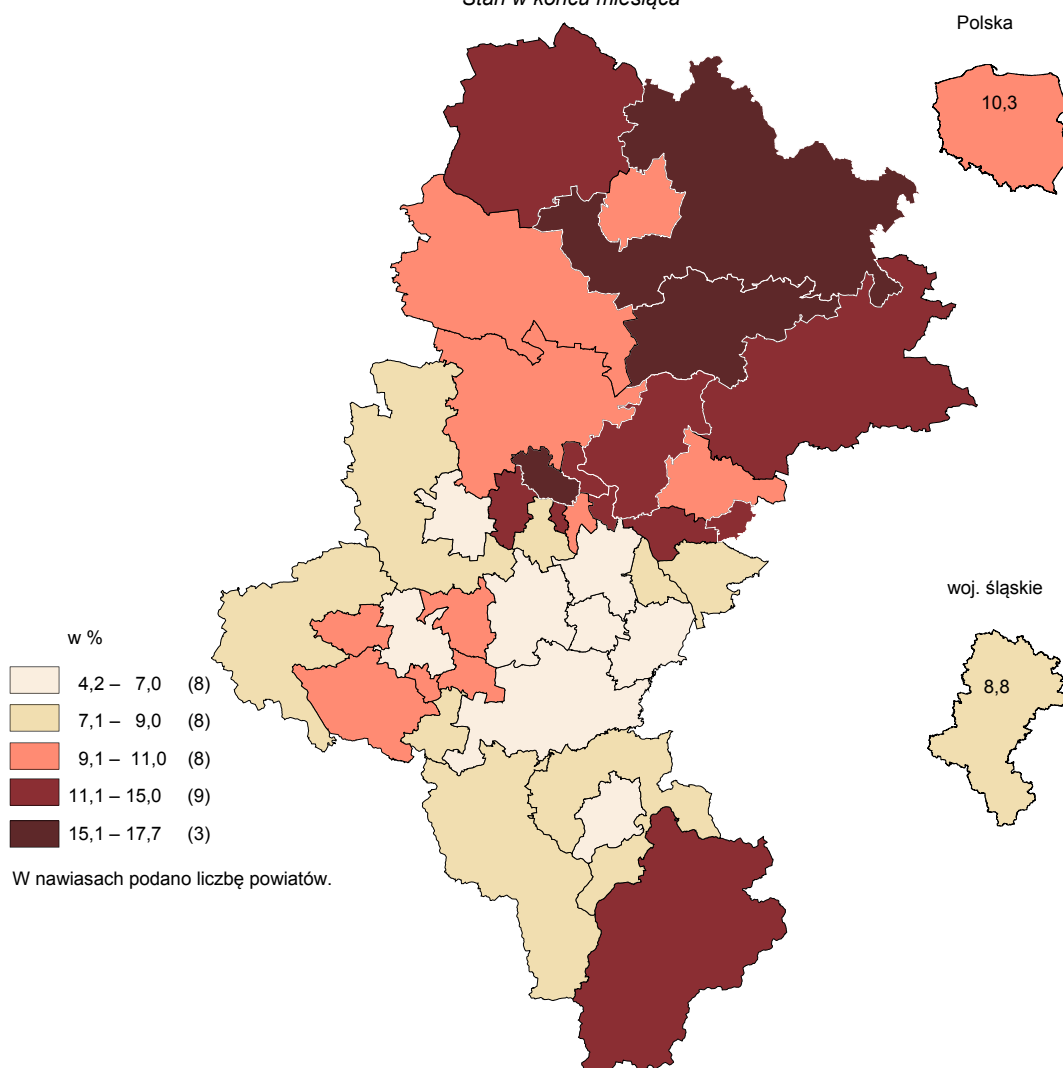 Stan w końcu miesiąca
Polska
10,3
woj. śląskie
8,8
w %
4,2 – 7,0 (8)
7,1 – 9,0 (8)
9,1 – 11,0 (8)
11,1 – 15,0 (9)
15,1 – 17,7 (3)
W nawiasach podano liczbę powiatów.